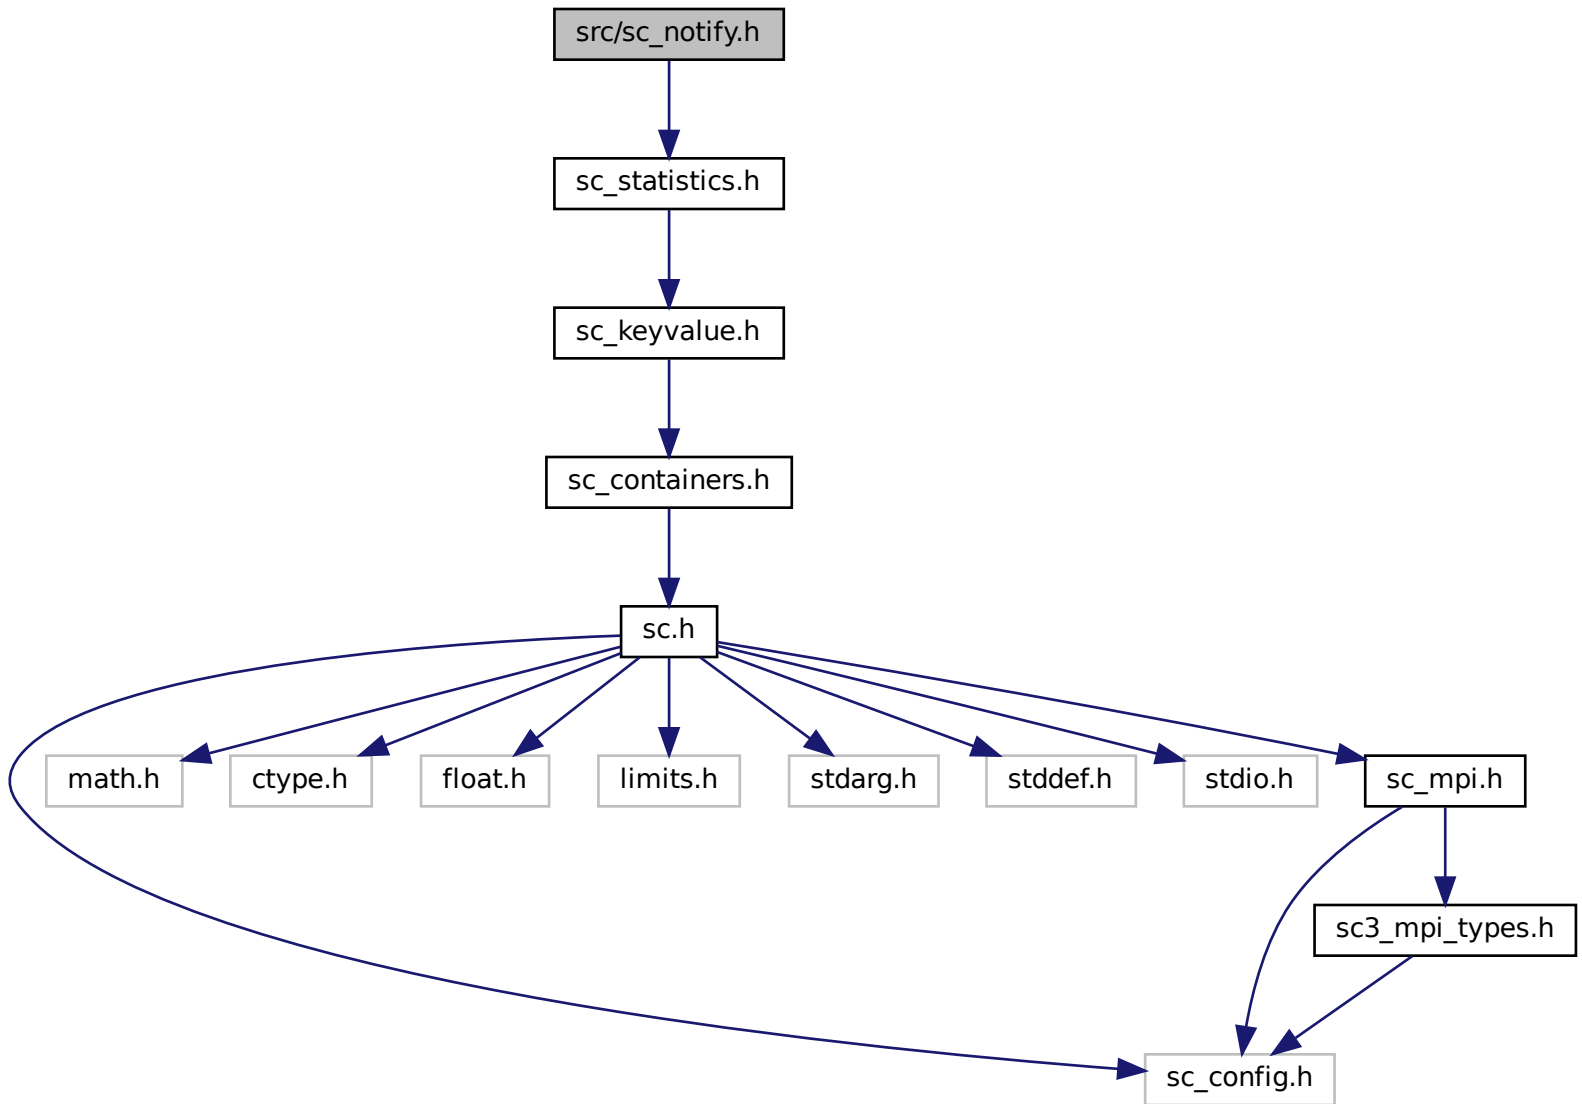 src/sc_notify.h
sc_statistics.h
sc_keyvalue.h
sc_containers.h
sc.h
math.h
ctype.h
float.h
limits.h
stdarg.h
stddef.h
stdio.h
sc_mpi.h
sc3_mpi_types.h
sc_config.h